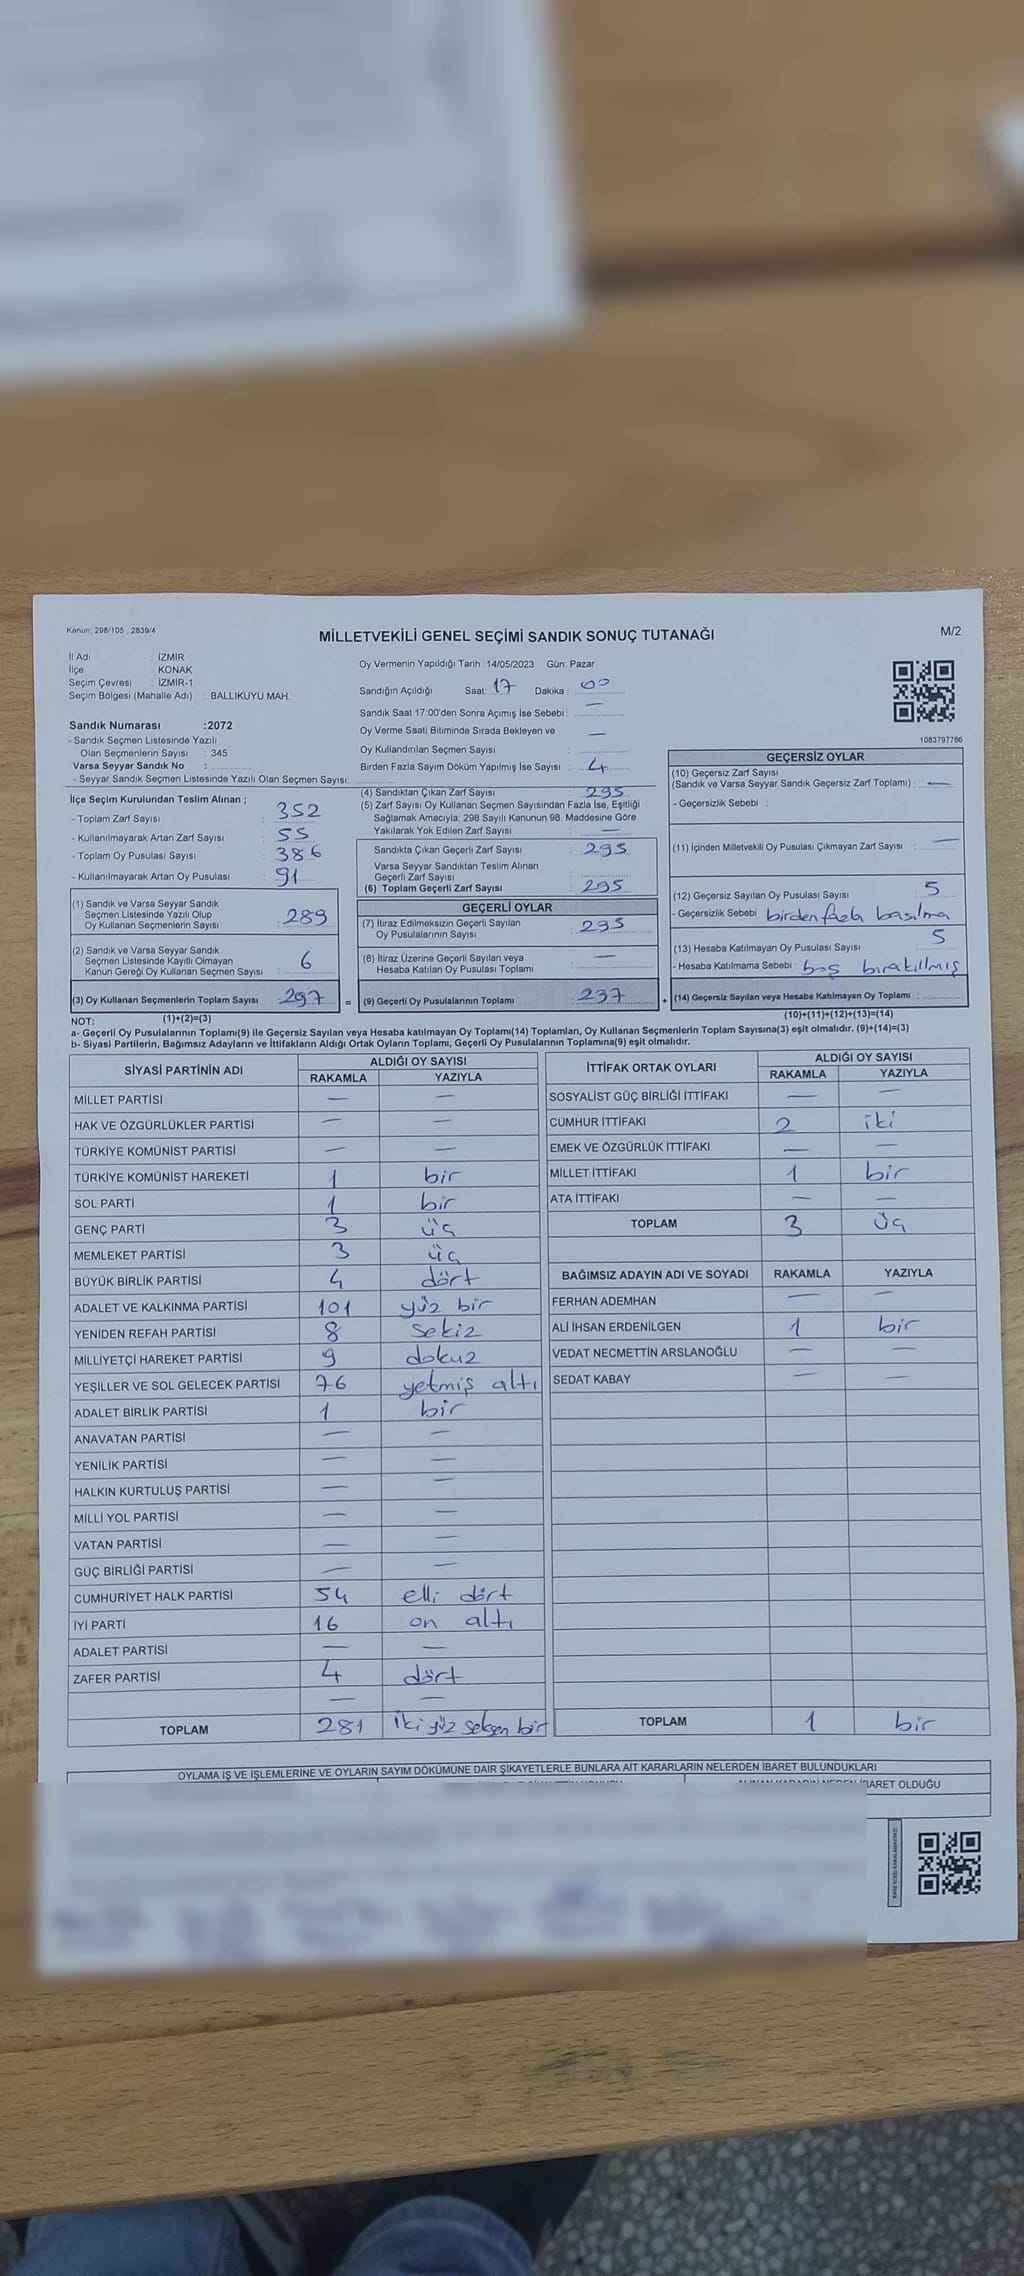 Kanun: 298/105 , 2839/4
MİLLETVEKİLİ GENEL SEÇİMİ SANDIK SONUÇ TUTANAĞI
M/2
İl Adı : İZMİR
İlçe : KONAK
Seçim Çevresi : İZMİR-1
Seçim Bölgesi (Mahalle Adı) : BALLIKUYU MAH.
Oy Vermenin Yapıldığı Tarih :14/05/2023 Gün: Pazar
Sandığın Açıldığı Saat: 17 Dakika : 00
Sandık Saat 17:00'den Sonra Açımış İse Sebebi : —
Oy Verme Saati Bitiminde Sırada Bekleyen ve
Oy Kullandırılan Seçmen Sayısı : —
Birden Fazla Sayım Döküm Yapılmış İse Sayısı : 4
1083797786
Sandık Numarası :2072
- Sandık Seçmen Listesinde Yazılı
Olan Seçmenlerin Sayısı : 345
Varsa Seyyar Sandık No :
- Seyyar Sandık Seçmen Listesinde Yazılı Olan Seçmen Sayısı:
İlçe Seçim Kurulundan Teslim Alınan ;
- Toplam Zarf Sayısı : 352
- Kullanılmayarak Artan Zarf Sayısı : 55
- Toplam Oy Pusulası Sayısı : 386
- Kullanılmayarak Artan Oy Pusulası : 91
(1) Sandık ve Varsa Seyyar Sandık
Seçmen Listesinde Yazılı Olup
Oy Kullanan Seçmenlerin Sayısı : 289
(2) Sandık ve Varsa Seyyar Sandık
Seçmen Listesinde Kayıtlı Olmayan
Kanun Gereği Oy Kullanan Seçmen Sayısı : 6
(3) Oy Kullanan Seçmenlerin Toplam Sayısı : 297 =
(1)+(2)=(3)
(4) Sandıktan Çıkan Zarf Sayısı : 295
(5) Zarf Sayısı Oy Kullanan Seçmen Sayısından Fazla İse, Eşitliği
Sağlamak Amacıyla; 298 Sayılı Kanunun 98. Maddesine Göre
Yakılarak Yok Edilen Zarf Sayısı : —
Sandıkta Çıkan Geçerli Zarf Sayısı : 295
Varsa Seyyar Sandıktan Teslim Alınan
Geçerli Zarf Sayısı :
(6) Toplam Geçerli Zarf Sayısı : 295
GEÇERLİ OYLAR
(7) İtiraz Edilmeksizin Geçerli Sayılan
Oy Pusulalarının Sayısı : 295
(8) İtiraz Üzerine Geçerli Sayılan veya
Hesaba Katılan Oy Pusulası Toplamı : —
(9) Geçerli Oy Pusulalarının Toplamı : 237 +
GEÇERSİZ OYLAR
(10) Geçersiz Zarf Sayısı
(Sandık ve Varsa Seyyar Sandık Geçersiz Zarf Toplamı) : —
- Geçersizlik Sebebi :
(11) İçinden Milletvekili Oy Pusulası Çıkmayan Zarf Sayısı : —
(12) Geçersiz Sayılan Oy Pusulası Sayısı : 5
- Geçersizlik Sebebi : birden fazla basılma
(13) Hesaba Katılmayan Oy Pusulası Sayısı : 5
- Hesaba Katılmama Sebebi : boş bırakılmış
(14) Geçersiz Sayılan veya Hesaba Katılmayan Oy Toplamı :
(10)+(11)+(12)+(13)=(14)
NOT:
a- Geçerli Oy Pusulalarının Toplamı(9) ile Geçersiz Sayılan veya Hesaba katılmayan Oy Toplamı(14) Toplamları, Oy Kullanan Seçmenlerin Toplam Sayısına(3) eşit olmalıdır. (9)+(14)=(3)
b- Siyasi Partilerin, Bağımsız Adayların ve İttifakların Aldığı Ortak Oyların Toplamı, Geçerli Oy Pusulalarının Toplamına(9) eşit olmalıdır.
SİYASİ PARTİNİN ADI ALDIĞI OY SAYISI
RAKAMLA YAZIYLA
MİLLET PARTİSİ — —
HAK VE ÖZGÜRLÜKLER PARTİSİ — —
TÜRKİYE KOMÜNİST PARTİSİ — —
TÜRKİYE KOMÜNİST HAREKETİ 1 bir
SOL PARTİ 1 bir
GENÇ PARTİ 3 üç
MEMLEKET PARTİSİ 3 üç
BÜYÜK BİRLİK PARTİSİ 4 dört
ADALET VE KALKINMA PARTİSİ 101 yüz bir
YENİDEN REFAH PARTİSİ 8 sekiz
MİLLİYETÇİ HAREKET PARTİSİ 9 dokuz
YEŞİLLER VE SOL GELECEK PARTİSİ 76 yetmiş altı
ADALET BİRLİK PARTİSİ 1 bir
ANAVATAN PARTİSİ — —
YENİLİK PARTİSİ — —
HALKIN KURTULUŞ PARTİSİ — —
MİLLİ YOL PARTİSİ — —
VATAN PARTİSİ — —
GÜÇ BİRLİĞİ PARTİSİ — —
CUMHURİYET HALK PARTİSİ 54 elli dört
İYİ PARTİ 16 on altı
ADALET PARTİSİ — —
ZAFER PARTİSİ 4 dört
— —
TOPLAM 281 iki yüz seksen bir
İTTİFAK ORTAK OYLARI ALDIĞI OY SAYISI
RAKAMLA YAZIYLA
SOSYALİST GÜÇ BİRLİĞİ İTTİFAKI — —
CUMHUR İTTİFAKI 2 iki
EMEK VE ÖZGÜRLÜK İTTİFAKI — —
MİLLET İTTİFAKI 1 bir
ATA İTTİFAKI — —
TOPLAM 3 üç
BAĞIMSIZ ADAYIN ADI VE SOYADI RAKAMLA YAZIYLA
FERHAN ADEMHAN — —
ALİ İHSAN ERDENİLGEN 1 bir
VEDAT NECMETTİN ARSLANOĞLU — —
SEDAT KABAY — —
TOPLAM 1 bir
OYLAMA İŞ VE İŞLEMLERİNE VE OYLARIN SAYIM DÖKÜMÜNE DAİR ŞİKAYETLERLE BUNLARA AİT KARARLARIN NELERDEN İBARET BULUNDUKLARI
İBARET OLDUĞU